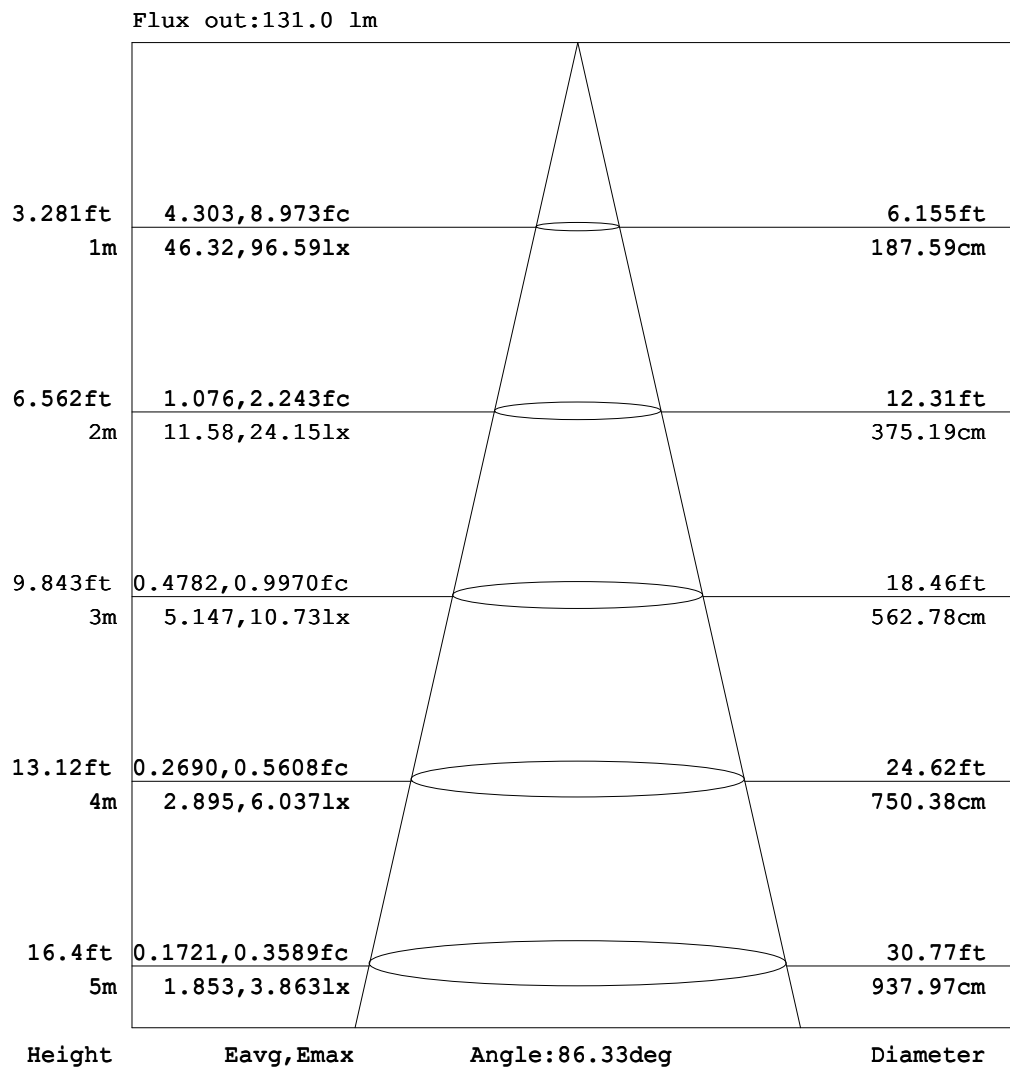 Flux out:131.0 lm
3.281ft 4.303,8.973fc 6.155ft
1m 46.32,96.59lx 187.59cm
6.562ft 1.076,2.243fc 12.31ft
2m 11.58,24.15lx 375.19cm
9.843ft 0.4782,0.9970fc 18.46ft
3m 5.147,10.73lx 562.78cm
13.12ft 0.2690,0.5608fc 24.62ft
4m 2.895,6.037lx 750.38cm
16.4ft 0.1721,0.3589fc 30.77ft
5m 1.853,3.863lx 937.97cm
Height Eavg,Emax Angle:86.33deg Diameter